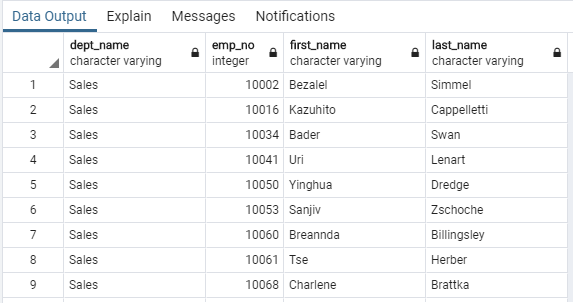 Data Output Explain Messages Notifications
dept_name emp_no first_name last_name
character varying integer character varying character varying
1 Sales 10002 Bezalel Simmel
2 Sales 10016 Kazuhito Cappelletti
3 Sales 10034 Bader Swan
4 Sales 10041 Uri Lenart
5 Sales 10050 Yinghua Dredge
6 Sales 10053 Sanjiv Zschoche
7 Sales 10060 Breannda Billingsley
8 Sales 10061 Tse Herber
9 Sales 10068 Charlene Brattka